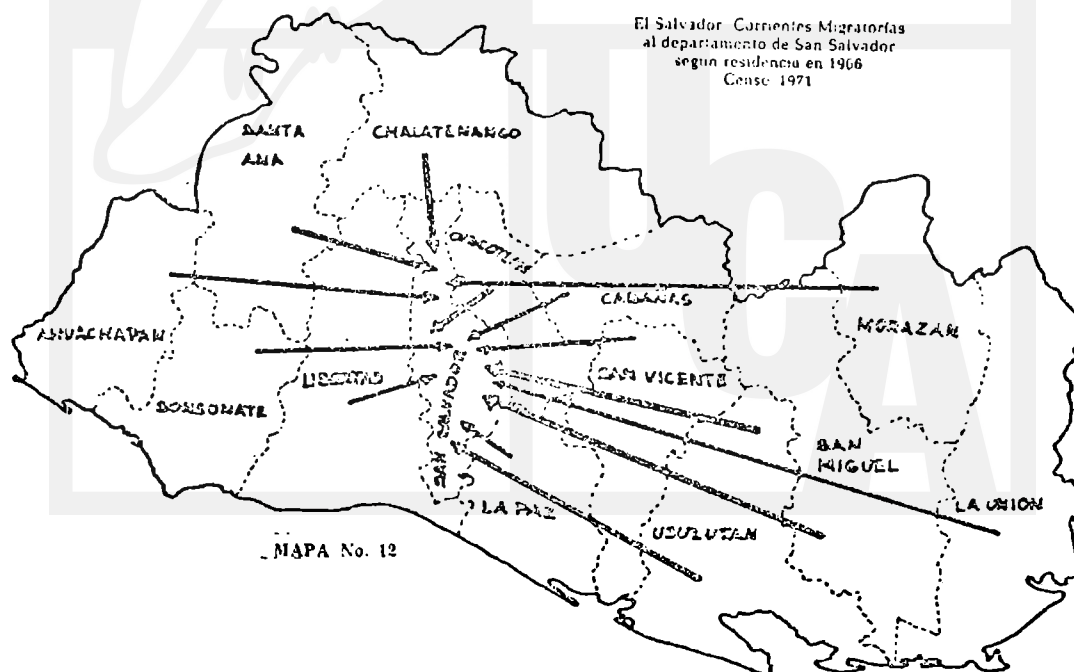 El Salvador Corrientes Migratorias
al departamento de San Salvador
según residencia en 1966
Censo 1971
SANTA
ANA
CHALATENANGO
CUSCATLAN
CABAÑAS
MORAZAN
AHUACHAPAN
LIBERTAD
SAN VICENTE
SONSONATE
SAN SALVADOR
SAN
MIGUEL
LA UNION
LA PAZ
USULUTAN
MAPA No. 12
UCA